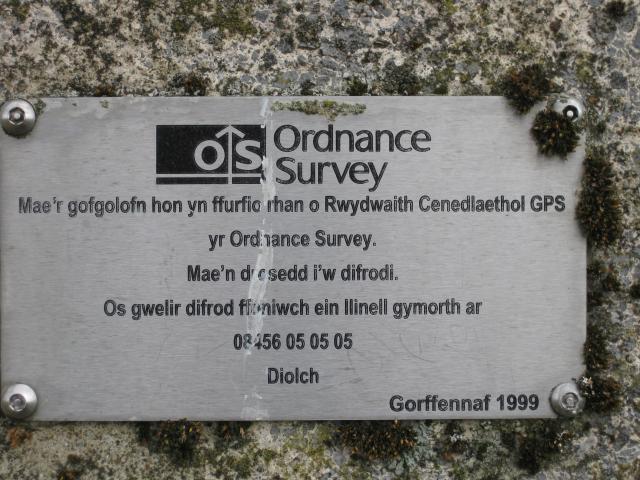 OS Ordnance
Survey
Mae'r gofgolofn hon yn ffurfio rhan o Rwydwaith Cenedlaethol GPS
yr Ordnance Survey.
Mae'n drosedd i'w difrodi.
Os gwelir difrod ffoniwch ein llinell gymorth ar
08456 05 05 05
Diolch
Gorffennaf 1999